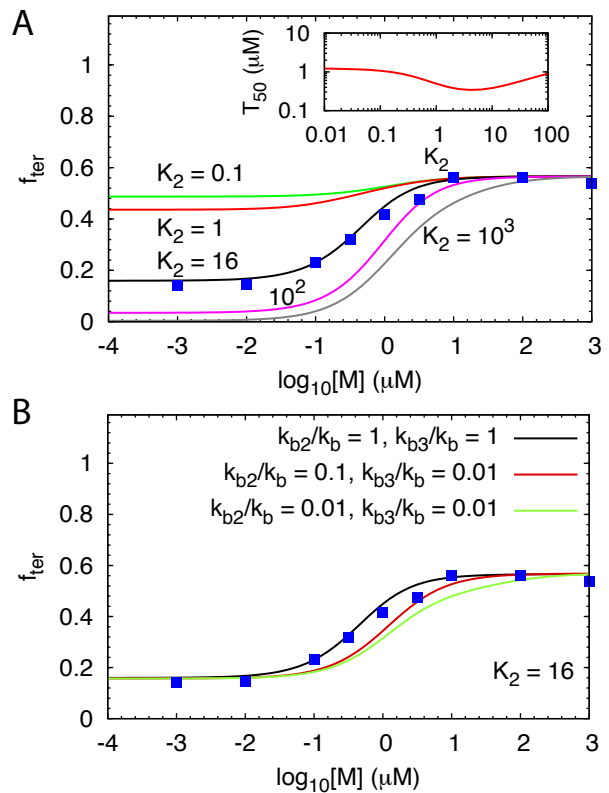 A
1
0.8
0.6
0.4
0.2
0
f_ter
T_50 (μM)
10
1
0.1
0.01 0.1 1 10 100
K_2
K_2 = 0.1
K_2 = 1
K_2 = 16
10^2
K_2 = 10^3
-4 -3 -2 -1 0 1 2 3
log_10[M] (μM)
B
k_b2/k_b = 1, k_b3/k_b = 1
k_b2/k_b = 0.1, k_b3/k_b = 0.01
k_b2/k_b = 0.01, k_b3/k_b = 0.01
1
0.8
0.6
0.4
0.2
0
f_ter
K_2 = 16
-4 -3 -2 -1 0 1 2 3
log_10[M] (μM)